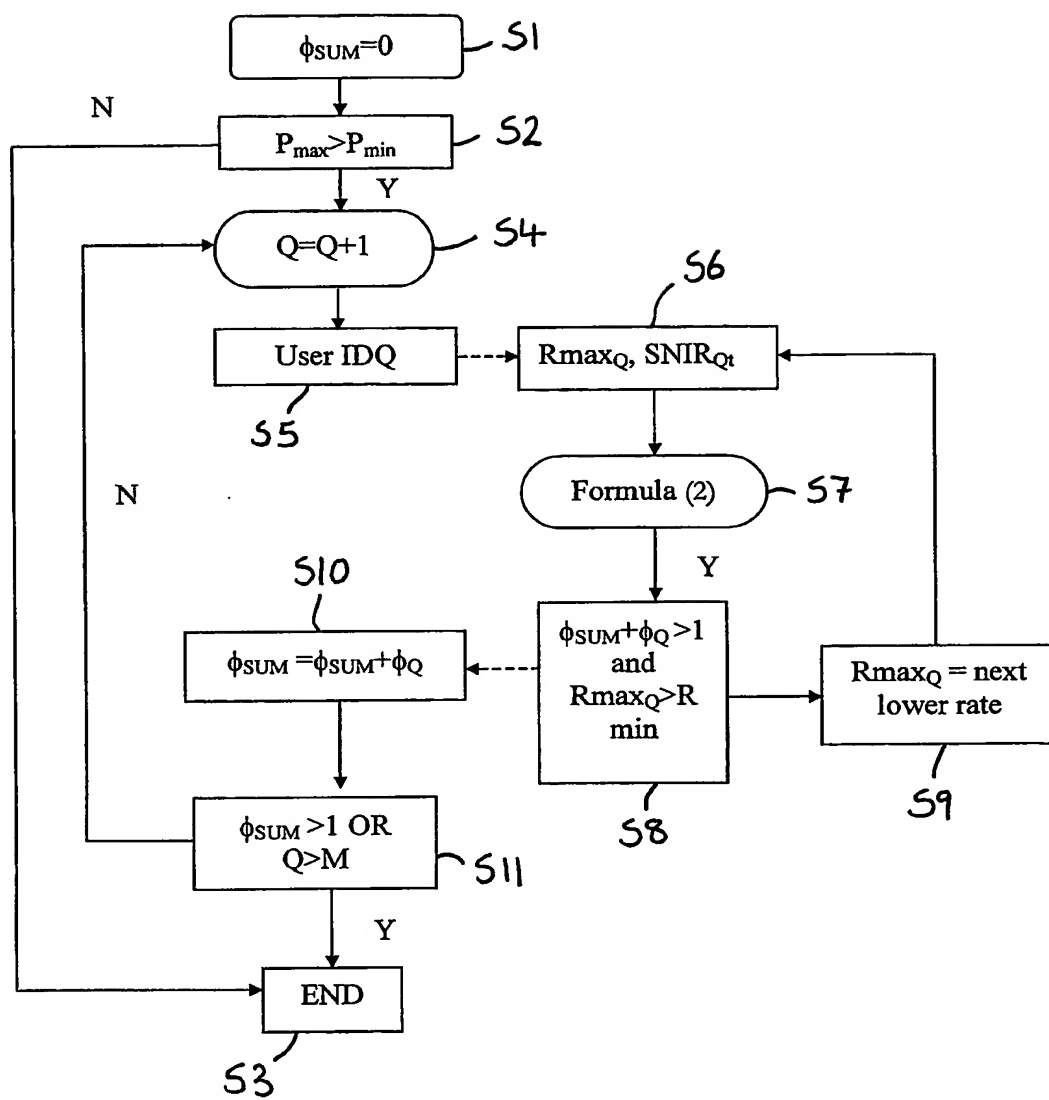 ϕSUM=0
S1
N
Pmax>Pmin
S2
Y
Q=Q+1
S4
S6
User IDQ
RmaxQ, SNIRQt
S5
Formula (2)
S7
N
Y
S10
ϕSUM =ϕSUM+ϕQ
ϕSUM+ϕQ >1
and
RmaxQ>R
min
RmaxQ = next
lower rate
S9
S8
ϕSUM >1 OR
Q>M
S11
Y
END
S3